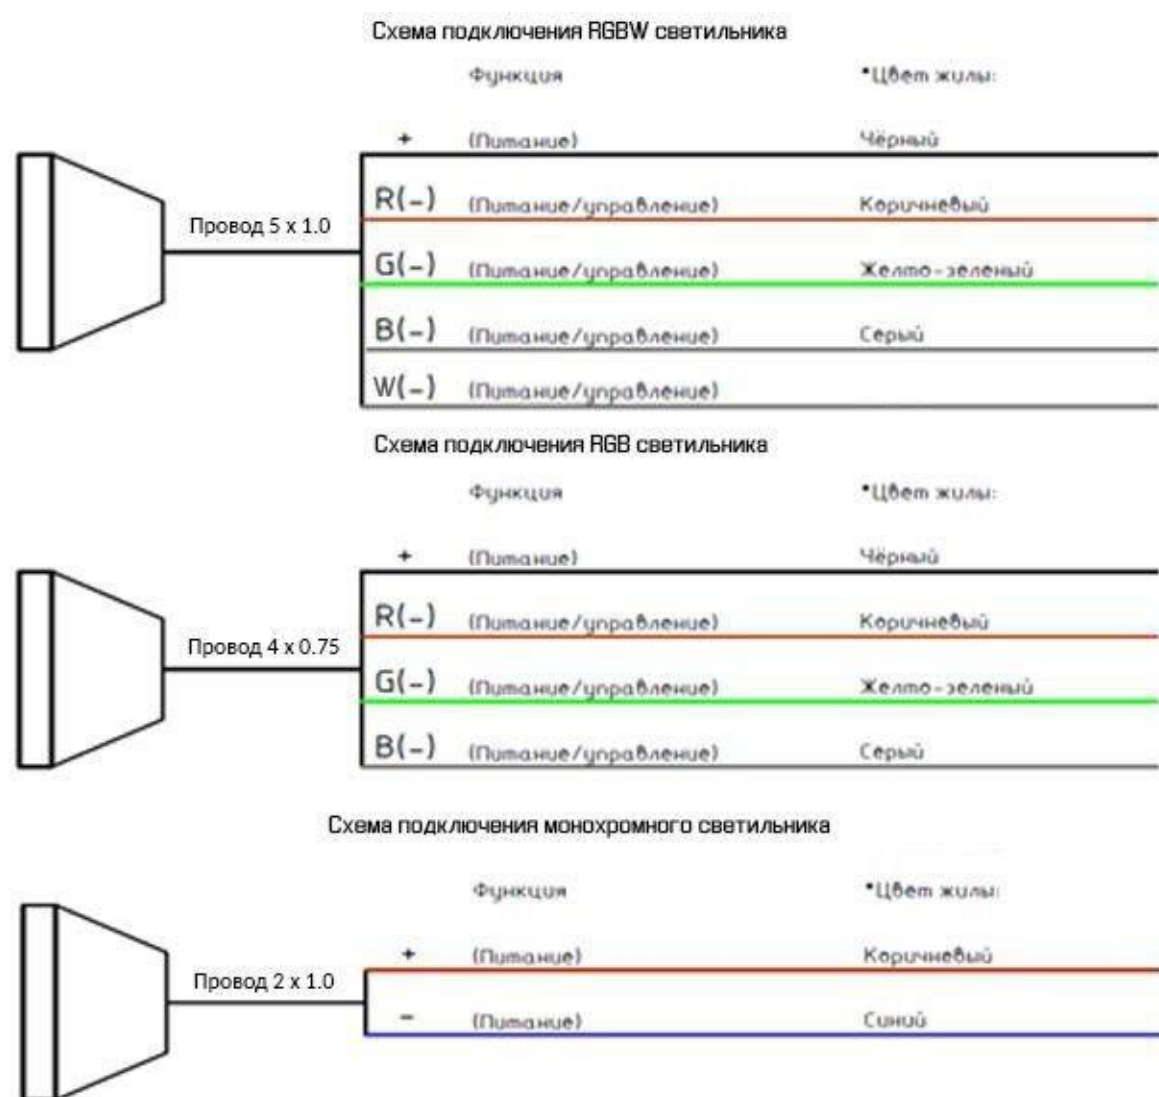 Схема подключения RGBW светильника
Функция *Цвет жилы:
+ (Питание) Чёрный
R(-) (Питание/управление) Коричневый
Провод 5 x 1.0
G(-) (Питание/управление) Желто-зеленый
B(-) (Питание/управление) Серый
W(-) (Питание/управление)
Схема подключения RGB светильника
Функция *Цвет жилы:
+ (Питание) Чёрный
R(-) (Питание/управление) Коричневый
Провод 4 x 0.75
G(-) (Питание/управление) Желто-зеленый
B(-) (Питание/управление) Серый
Схема подключения монохромного светильника
Функция *Цвет жилы:
+ (Питание) Коричневый
Провод 2 x 1.0
- (Питание) Синий